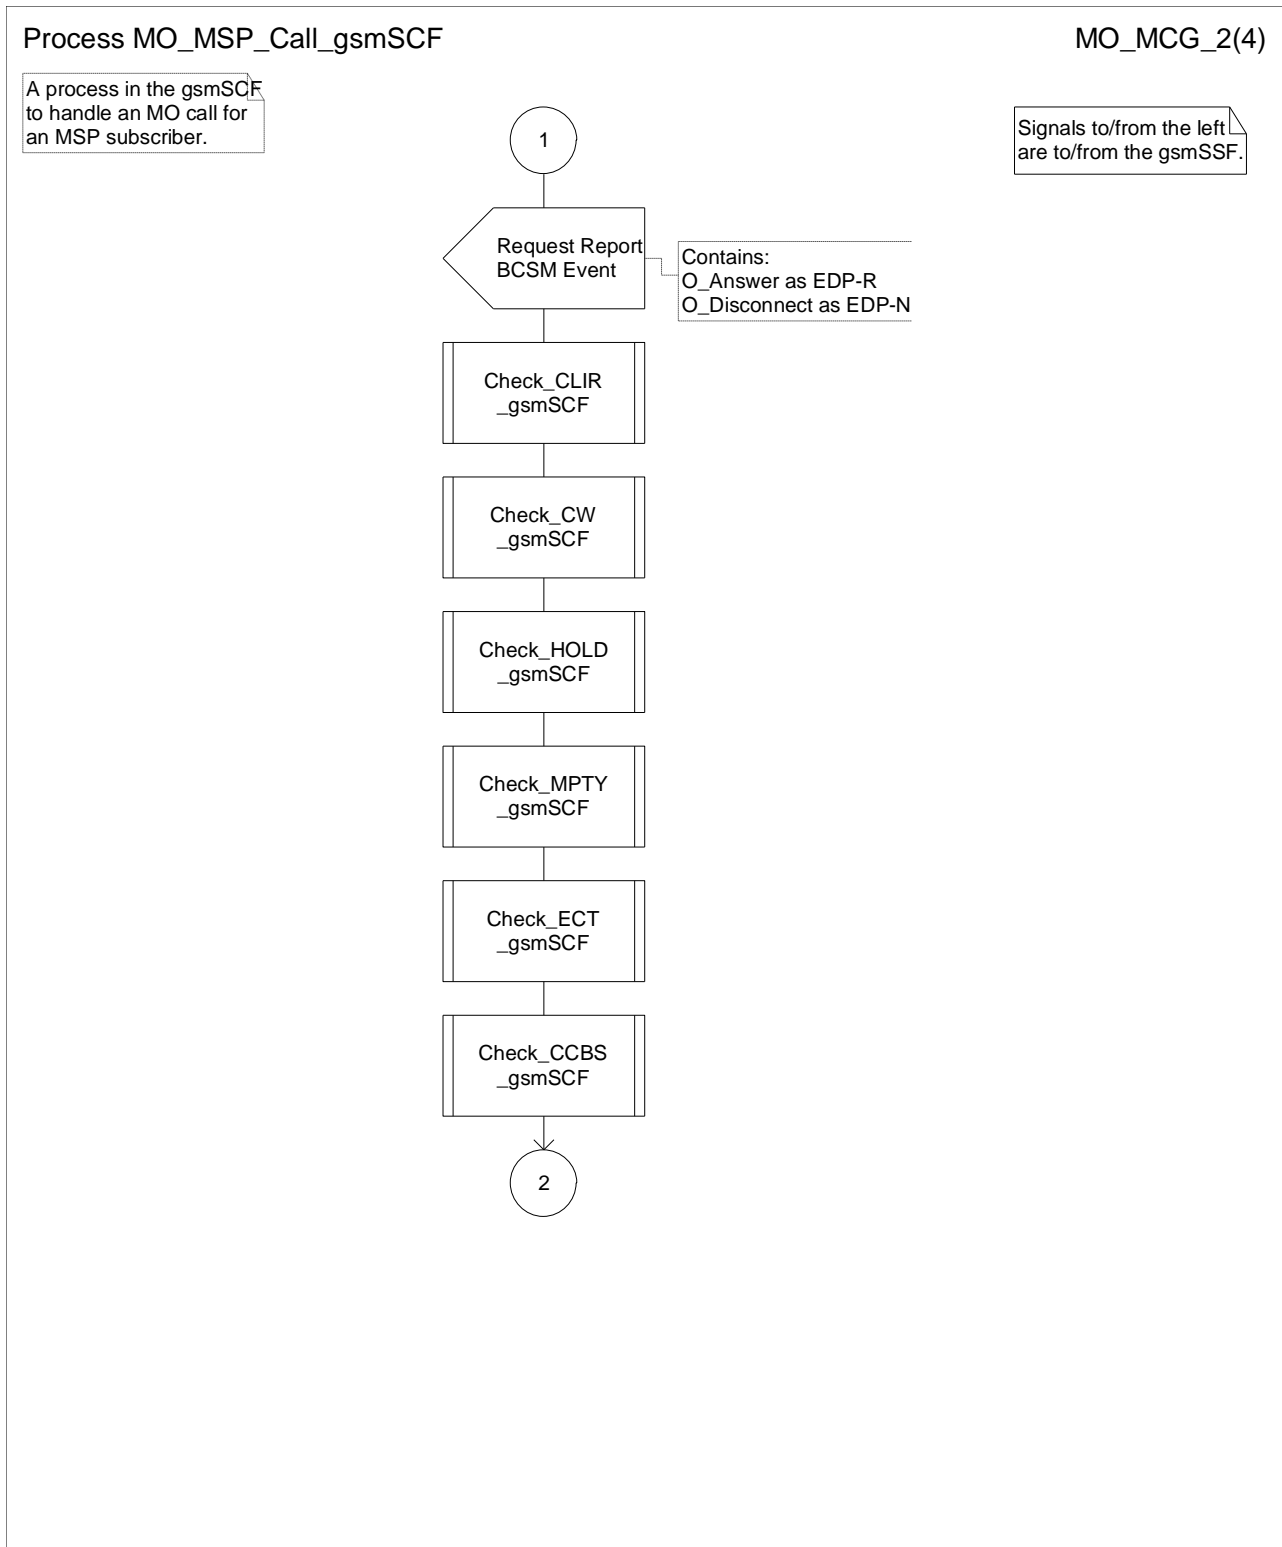 Process MO_MSP_Call_gsmSCF
MO_MCG_2(4)
A process in the gsmSCF
to handle an MO call for
an MSP subscriber.
Signals to/from the left
are to/from the gsmSSF.
1
Request Report
BCSM Event
Contains:
O_Answer as EDP-R
O_Disconnect as EDP-N
Check_CLIR
_gsmSCF
Check_CW
_gsmSCF
Check_HOLD
_gsmSCF
Check_MPTY
_gsmSCF
Check_ECT
_gsmSCF
Check_CCBS
_gsmSCF
2